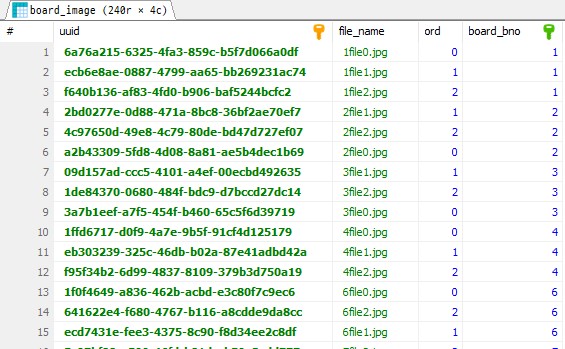 board_image (240r × 4c)
# uuid file_name ord board_bno
1 6a76a215-6325-4fa3-859c-b5f7d066a0df 1file0.jpg 0 1
2 ecb6e8ae-0887-4799-aa65-bb269231ac74 1file1.jpg 1 1
3 f640b136-af83-4fd0-b906-baf5244bcfc2 1file2.jpg 2 1
4 2bd0277e-0d88-471a-8bc8-36bf2ae70ef7 2file1.jpg 1 2
5 4c97650d-49e8-4c79-80de-bd47d727ef07 2file2.jpg 2 2
6 a2b43309-5fd8-4d08-8a81-ae5b4dec1b69 2file0.jpg 0 2
7 09d157ad-ccc5-4101-a4ef-00ecbd492635 3file1.jpg 1 3
8 1de84370-0680-484f-bdc9-d7bccd27dc14 3file2.jpg 2 3
9 3a7b1eef-a7f5-454f-b460-65c5f6d39719 3file0.jpg 0 3
10 1ffd6717-d0f9-4a7e-9b5f-91cf4d125179 4file0.jpg 0 4
11 eb303239-325c-46db-b02a-87e41adbd42a 4file1.jpg 1 4
12 f95f34b2-6d99-4837-8109-379b3d750a19 4file2.jpg 2 4
13 1f0f4649-a836-462b-acbd-e3c80f7c9ec6 6file0.jpg 0 6
14 641622e4-f680-4767-b116-a8cdde9da8cc 6file2.jpg 2 6
15 ecd7431e-fee3-4375-8c90-f8d34ee2c8df 6file1.jpg 1 6